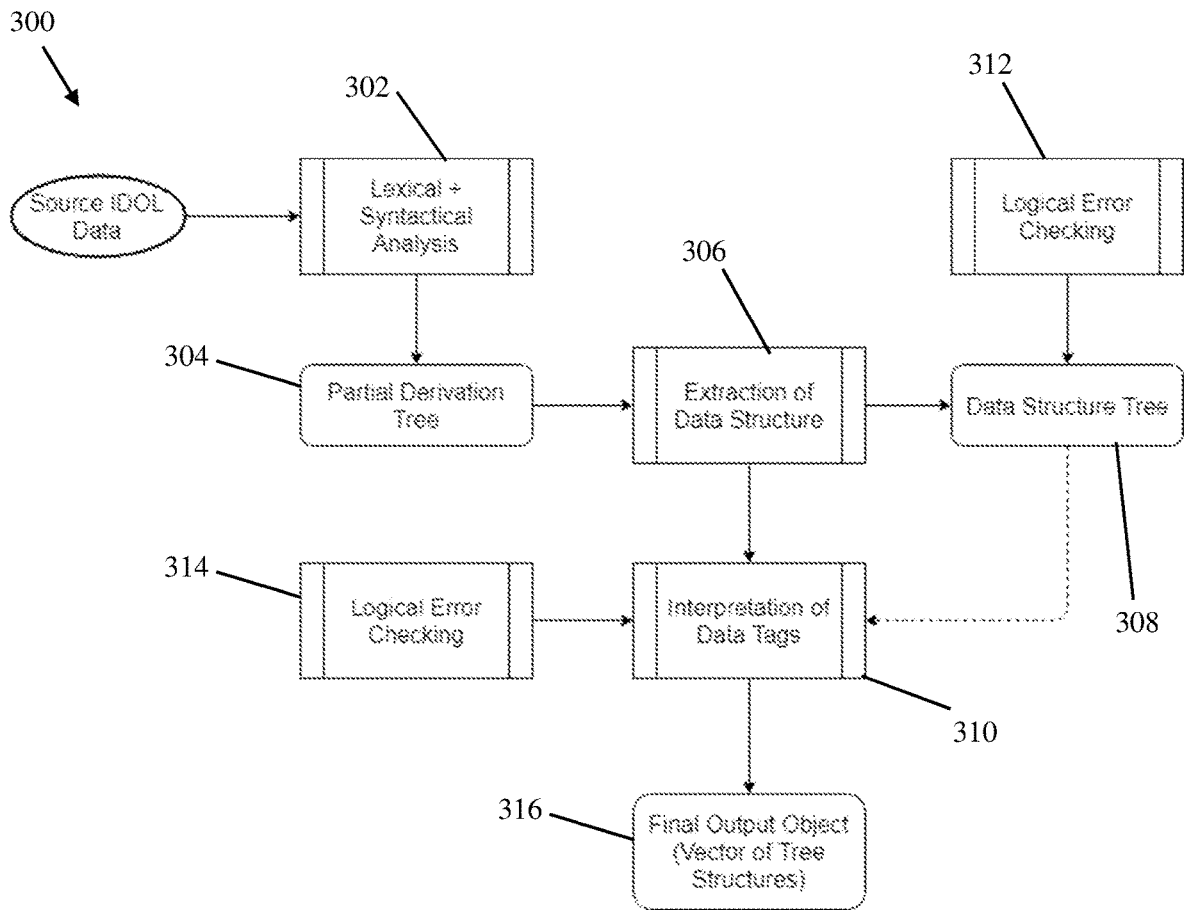 300
302
312
Source IDOL
Data
Lexical +
Syntactical
Analysis
Logical Error
Checking
306
304
Partial Derivation
Tree
Extraction of
Data Structure
Data Structure Tree
314
Logical Error
Checking
Interpretation of
Data Tags
308
310
316
Final Output Object
(Vector of Tree
Structures)